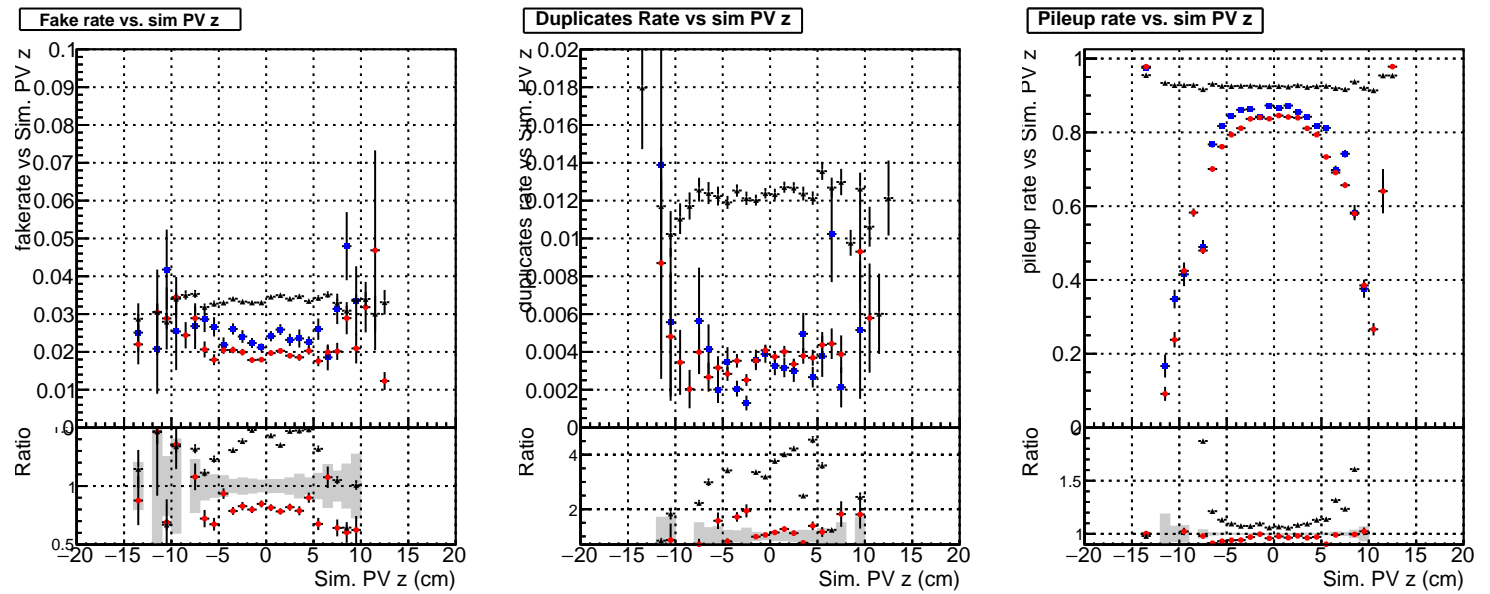 Fake rate vs. sim PV z
fakerate vs Sim. PV z
0.1
0.09
0.08
0.07
0.06
0.05
0.04
0.03
0.02
0.01
0
Ratio
1
0.5
−20 −15 −10 −5 0 5 10 15 20
Sim. PV z (cm)
Duplicates Rate vs sim PV z
duplicates rate vs Sim. PV z
0.02
0.018
0.016
0.014
0.012
0.01
0.008
0.006
0.004
0.002
0
Ratio
4
2
−20 −15 −10 −5 0 5 10 15 20
Sim. PV z (cm)
Pileup rate vs. sim PV z
pileup rate vs Sim. PV z
1
0.8
0.6
0.4
0.2
0
Ratio
1.5
1
−20 −15 −10 −5 0 5 10 15 20
Sim. PV z (cm)